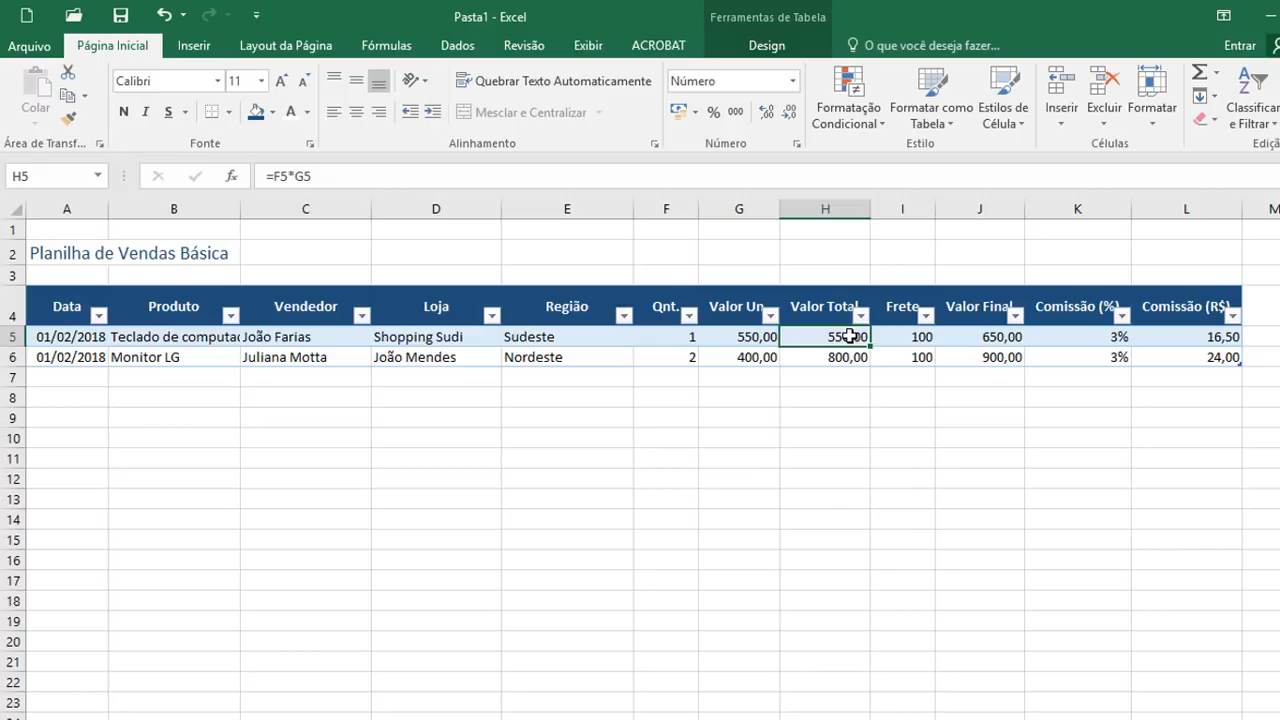 Pasta1 - Excel
Ferramentas de Tabela
Arquivo Página Inicial Inserir Layout da Página Fórmulas Dados Revisão Exibir ACROBAT Design O que você deseja fazer... Entrar
Calibri 11 Quebrar Texto Automaticamente Número
Colar N I S A Mesclar e Centralizar % 000 Formatação Condicional Formatar como Tabela Estilos de Célula Inserir Excluir Formatar Classificar e Filtrar
Área de Transf... Fonte Alinhamento Número Estilo Células Ediç
H5 fx =F5*G5
A B C D E F G H I J K L M
1
2 Planilha de Vendas Básica
3
4 Data Produto Vendedor Loja Região Qnt. Valor Un Valor Total Frete Valor Final Comissão (%) Comissão (R$)
5 01/02/2018 Teclado de computad João Farias Shopping Sudi Sudeste 1 550,00 100 650,00 3% 16,50
6 01/02/2018 Monitor LG Juliana Motta João Mendes Nordeste 2 400,00 800,00 100 900,00 3% 24,00
7
8
9
10
11
12
13
14
15
16
17
18
19
20
21
22
23